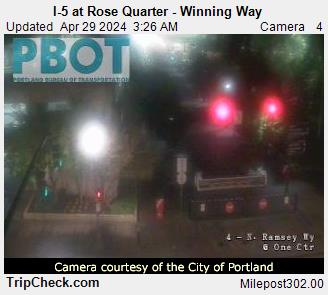 I-5 at Rose Quarter - Winning Way
Updated Apr 29 2024 3:26 AM Camera 4
PBOT
PORTLAND BUREAU OF TRANSPORTATION
4 - N. Ramsey Wy
@ One Ctr
Camera courtesy of the City of Portland
TripCheck.com Milepost302.00